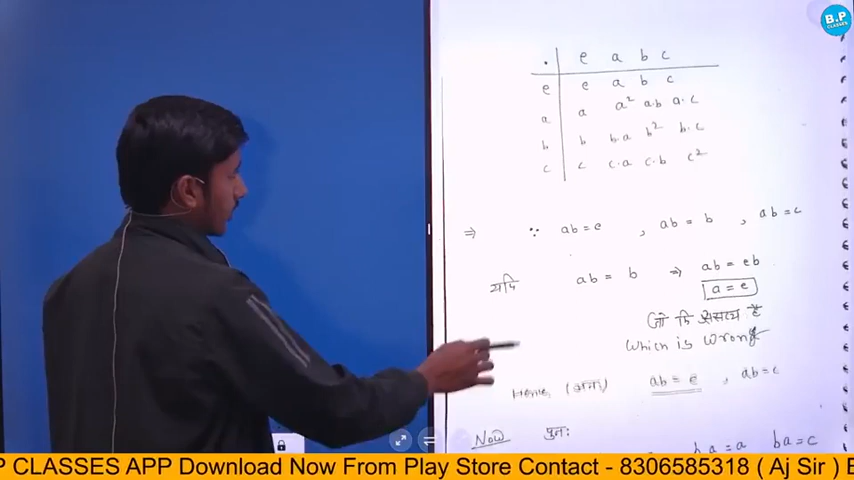 B.P
CLASSES
. e a b c
e e a b c
a a a² a·b a·c
b b b·a b² b·c
c c c·a c·b c²
⇒ ∵ ab = e , ab = b , ab = c
यदि ab = b ⇒ ab = eb
a = e
जो कि असत्य है
which is wrong
Hence, (अतः) ab = e , ab = c
Now पुनः
ba = a ba = c
P CLASSES APP Download Now From Play Store Contact - 8306585318 ( Aj Sir ) B